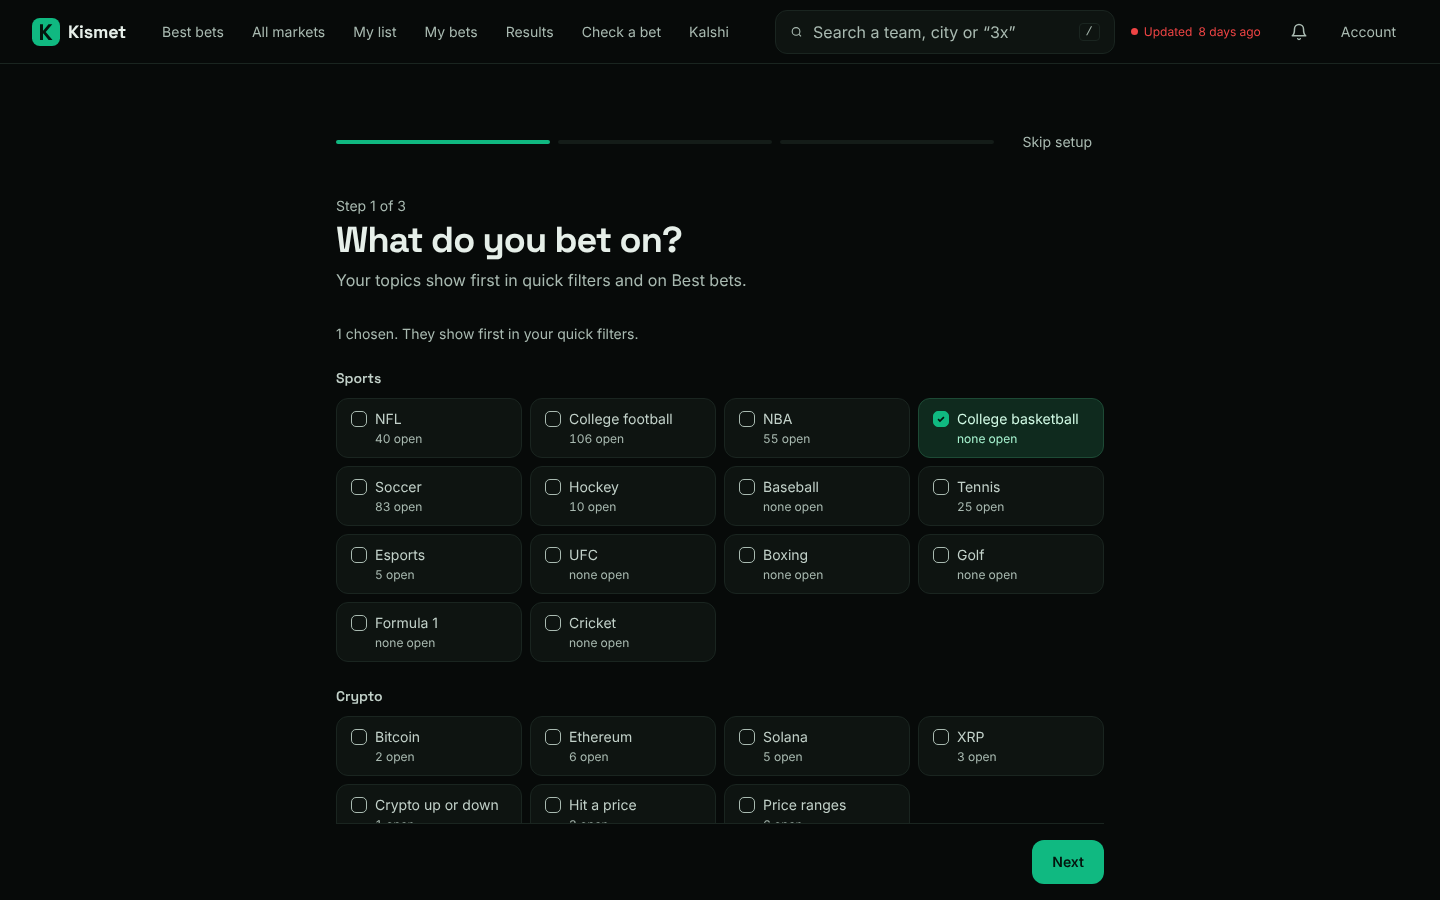 K Kismet Best bets All markets My list My bets Results Check a bet Kalshi Search a team, city or “3x” / Updated 8 days ago Account
Skip setup
Step 1 of 3
What do you bet on?
Your topics show first in quick filters and on Best bets.
1 chosen. They show first in your quick filters.
Sports
NFL College football NBA College basketball
40 open 106 open 55 open none open
Soccer Hockey Baseball Tennis
83 open 10 open none open 25 open
Esports UFC Boxing Golf
5 open none open none open none open
Formula 1 Cricket
none open none open
Crypto
Bitcoin Ethereum Solana XRP
2 open 6 open 5 open 3 open
Crypto up or down Hit a price Price ranges
Next